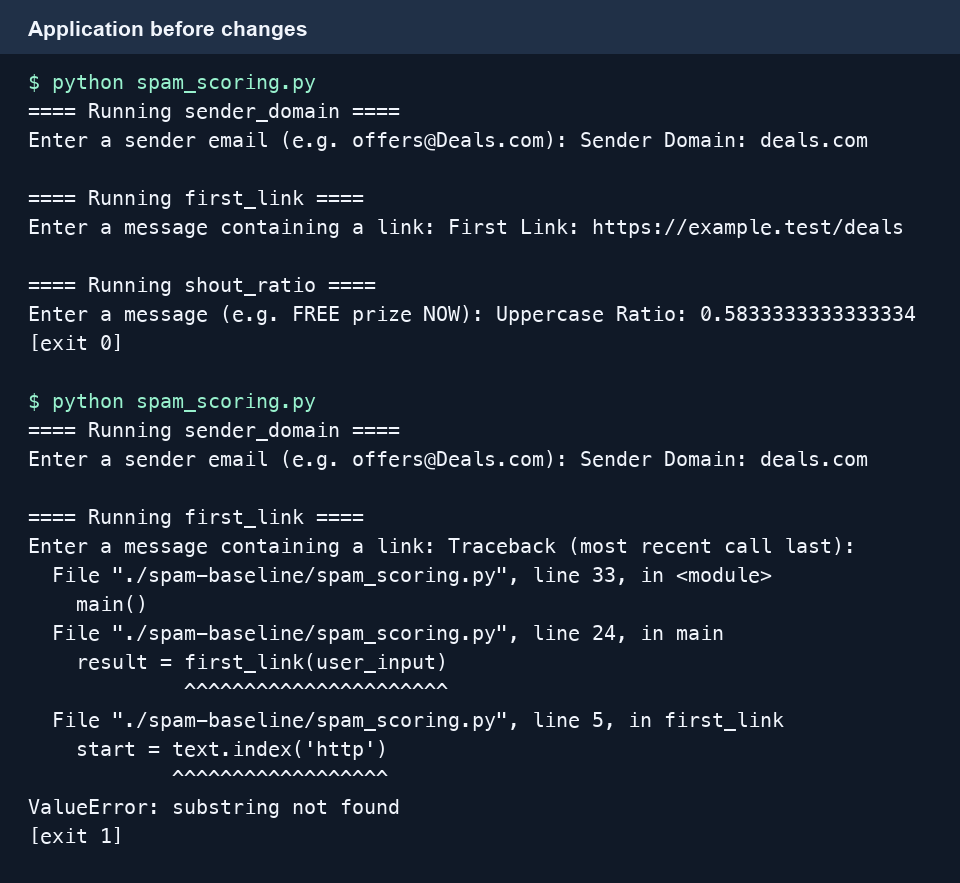 Application before changes
$ python spam_scoring.py
==== Running sender_domain ====
Enter a sender email (e.g. offers@Deals.com): Sender Domain: deals.com
==== Running first_link ====
Enter a message containing a link: First Link: https://example.test/deals
==== Running shout_ratio ====
Enter a message (e.g. FREE prize NOW): Uppercase Ratio: 0.5833333333333334
[exit 0]
$ python spam_scoring.py
==== Running sender_domain ====
Enter a sender email (e.g. offers@Deals.com): Sender Domain: deals.com
==== Running first_link ====
Enter a message containing a link: Traceback (most recent call last):
  File "./spam-baseline/spam_scoring.py", line 33, in <module>
    main()
  File "./spam-baseline/spam_scoring.py", line 24, in main
    result = first_link(user_input)
             ^^^^^^^^^^^^^^^^^^^^^^
  File "./spam-baseline/spam_scoring.py", line 5, in first_link
    start = text.index('http')
            ^^^^^^^^^^^^^^^^^^
ValueError: substring not found
[exit 1]